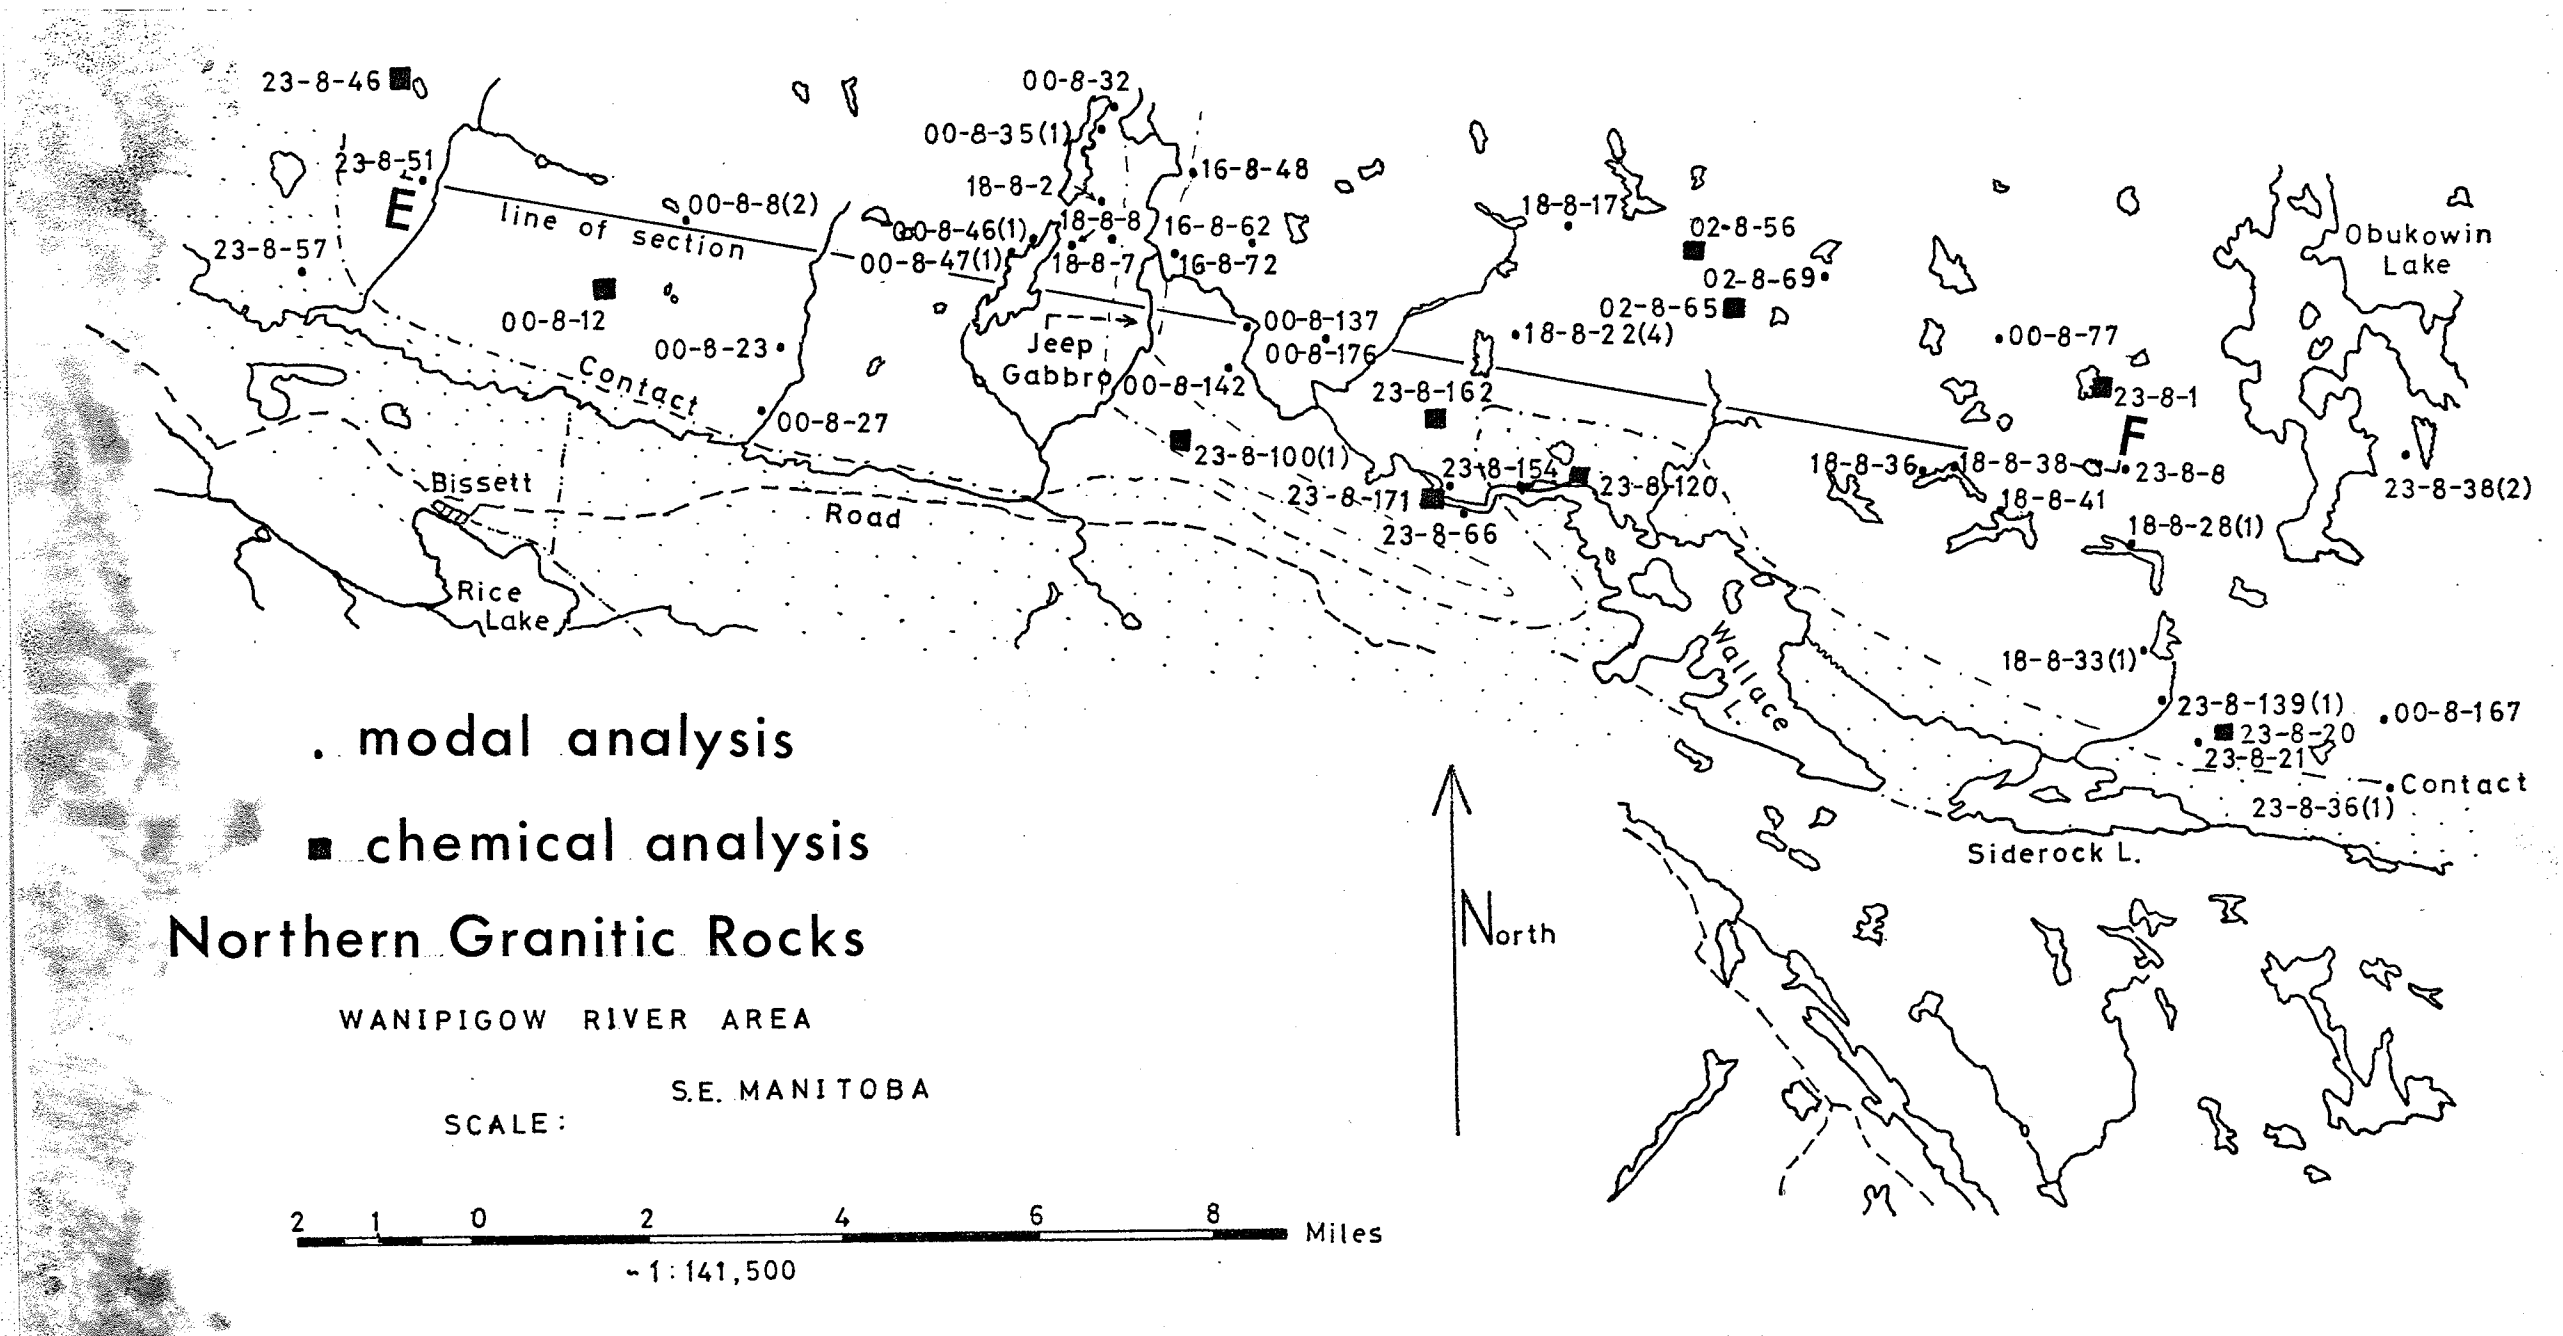 23-8-46
00-8-32
00-8-35(1)
23-8-51
E
16-8-48
18-8-2
line of section
00-8-8(2)
18-8-17
00-8-46(1)
18-8-8
16-8-62
02-8-56
Obukowin
Lake
23-8-57
00-8-47(1)
18-8-7
16-8-72
02-8-69
02-8-65
00-8-12
00-8-137
18-8-22(4)
00-8-77
00-8-23
Jeep
Gabbro
00-8-176
00-8-142
Contact
23-8-162
23-8-1
00-8-27
F
23-8-100(1)
23-8-154
18-8-36
18-8-38
23-8-8
Bissett
23-8-171
23-8-120
18-8-41
23-8-38(2)
Road
23-8-66
18-8-28(1)
Rice
Lake
Wallace
L.
18-8-33(1)
23-8-139(1)
00-8-167
23-8-20
23-8-21
Contact
23-8-36(1)
Siderock L.
. modal analysis
■ chemical analysis
Northern Granitic Rocks
North
WANIPIGOW RIVER AREA
S.E. MANITOBA
SCALE:
2 1 0 2 4 6 8 Miles
~1:141,500